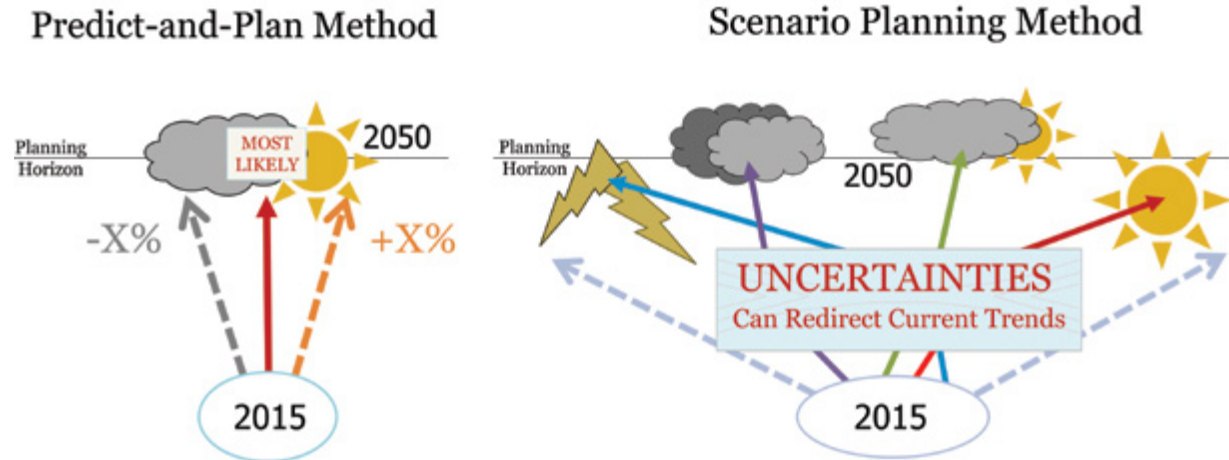 Predict-and-Plan Method
Planning
Horizon
MOST
LIKELY
2050
-X%
+X%
2015
Scenario Planning Method
Planning
Horizon
2050
UNCERTAINTIES
Can Redirect Current Trends
2015